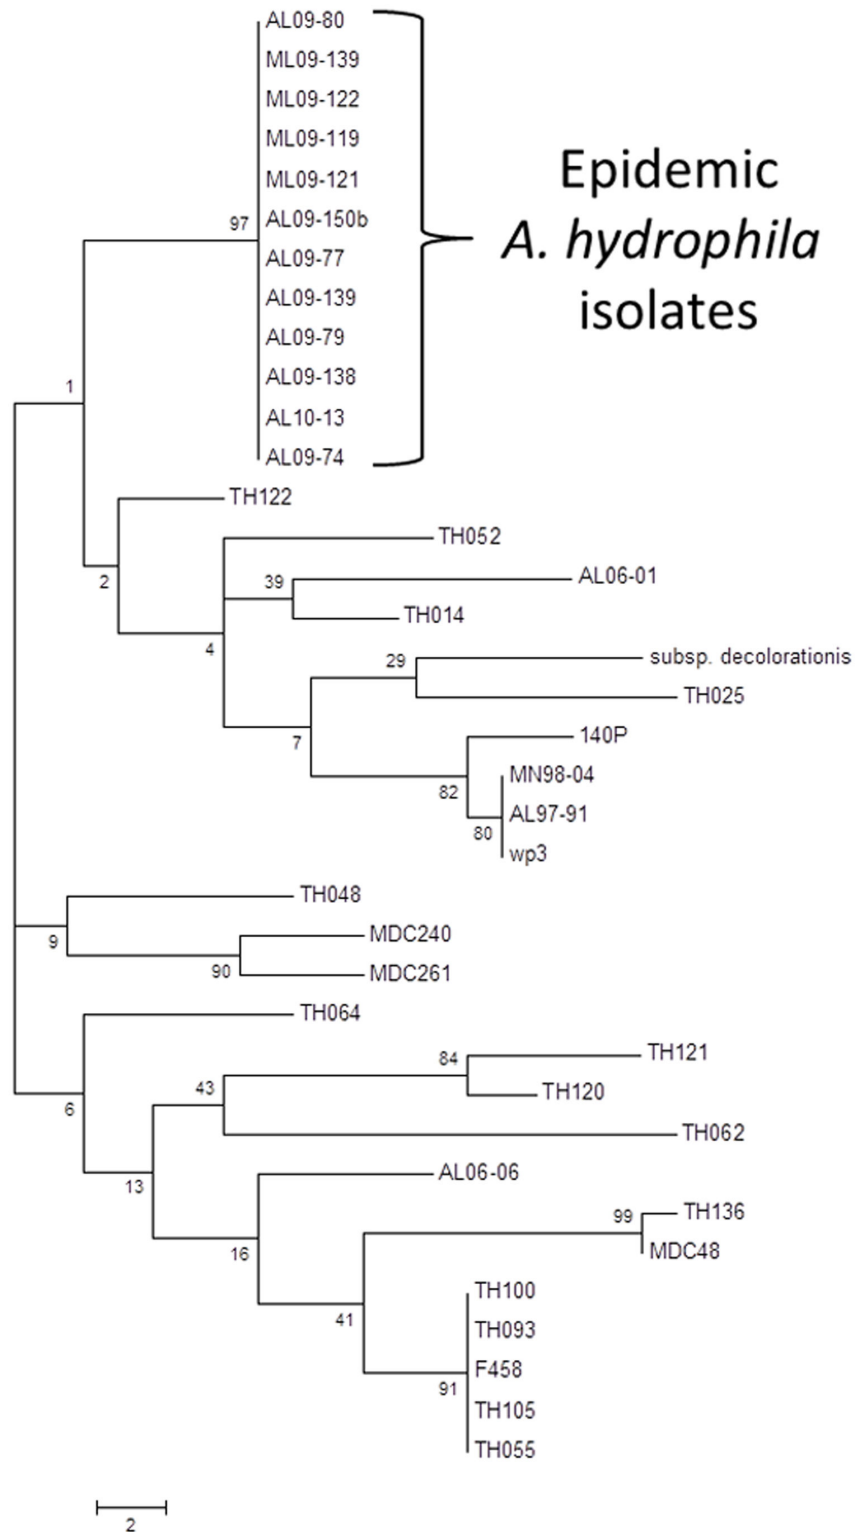 AL09-80
ML09-139
ML09-122
ML09-119
ML09-121
97
AL09-150b
AL09-77
AL09-139
AL09-79
AL09-138
AL10-13
AL09-74
Epidemic
A. hydrophila
isolates
1
TH122
TH052
2
39
AL06-01
TH014
4
29
subsp. decolorationis
TH025
7
140P
MN98-04
82
AL97-91
80
wp3
TH048
9
MDC240
90
MDC261
TH064
6
84
TH121
43
TH120
TH062
13
AL06-06
16
99
TH136
MDC48
TH100
41
TH093
F458
91
TH105
TH055
2